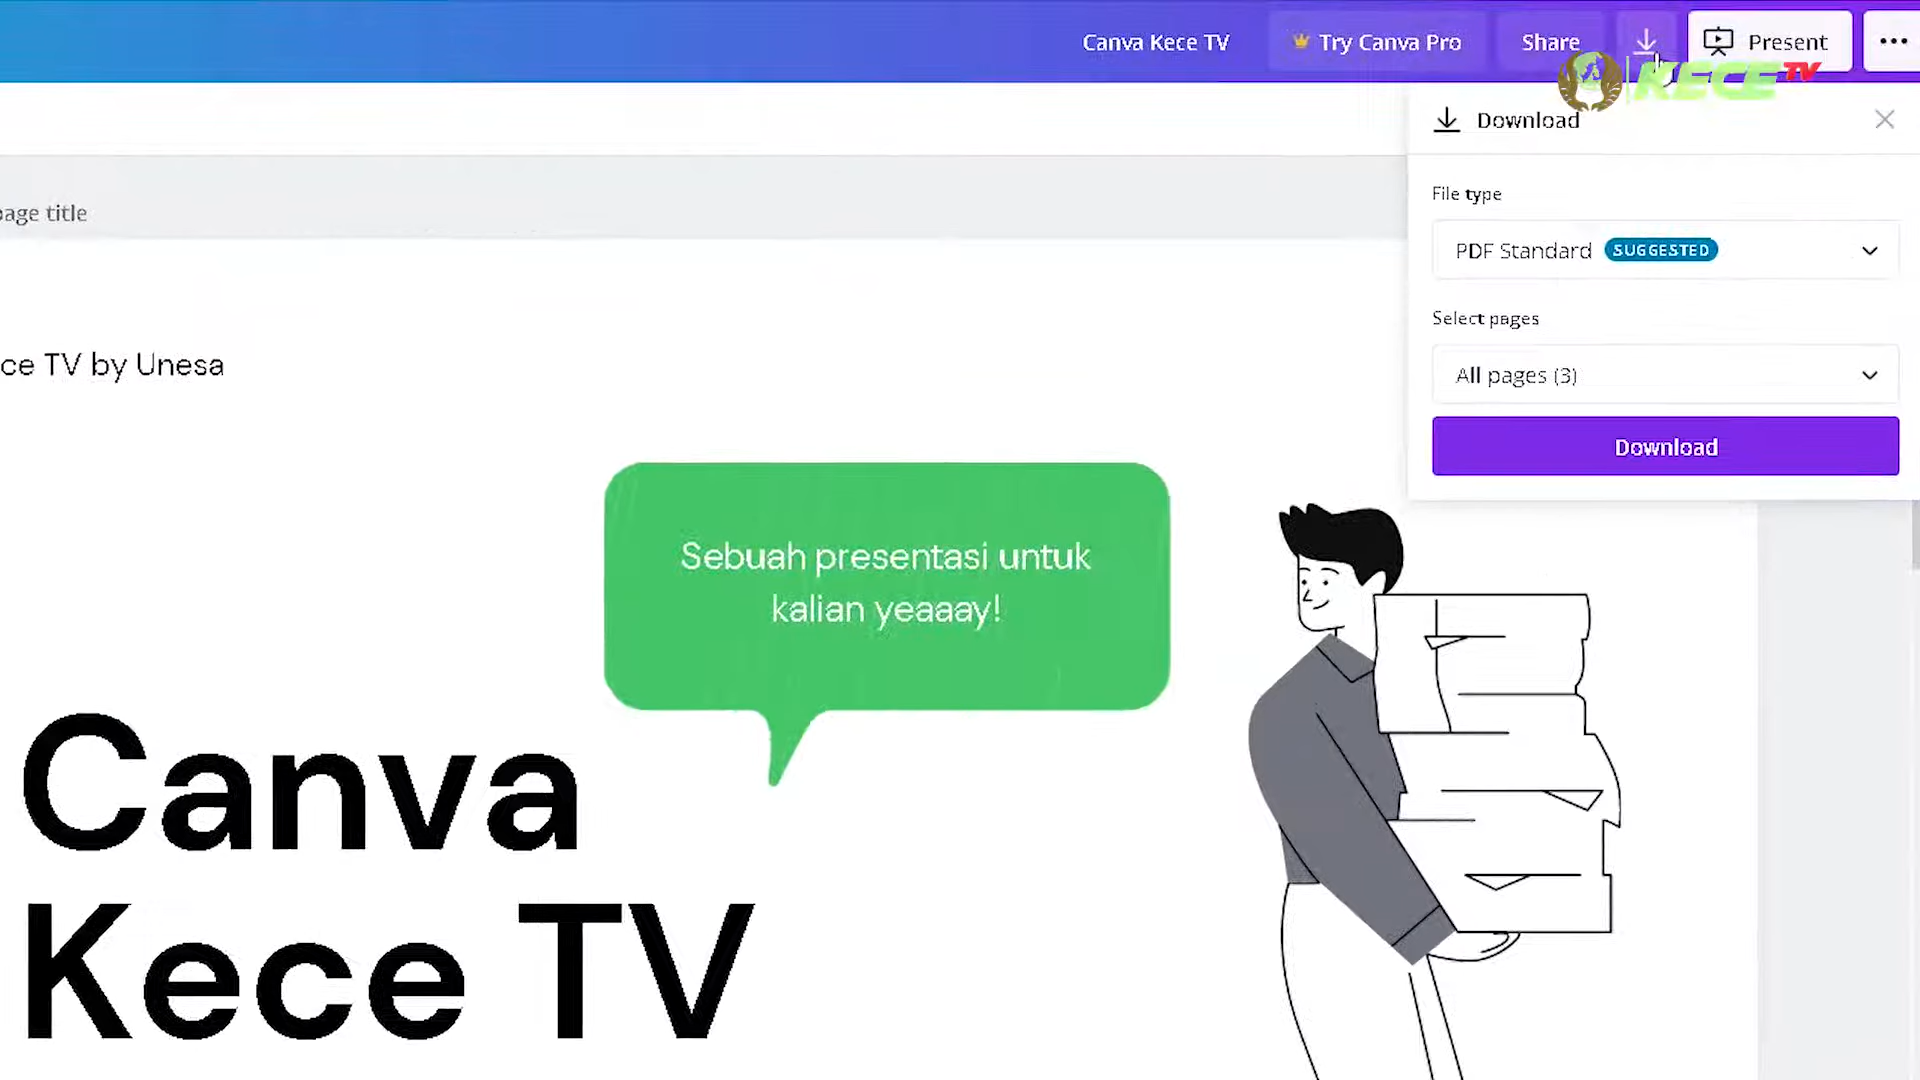 Canva Kece TV
Try Canva Pro
Share
Present
KECE TV
Download
File type
PDF Standard SUGGESTED
Select pages
All pages (3)
Download
page title
ce TV by Unesa
Sebuah presentasi untuk
kalian yeaaay!
Canva
Kece TV